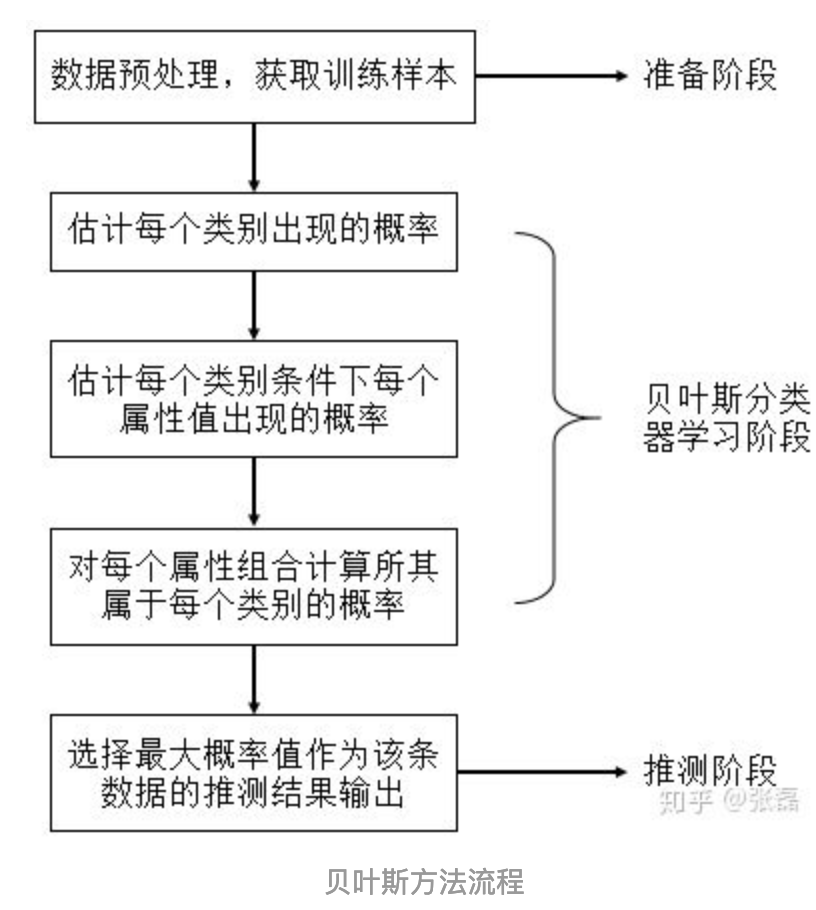 数据预处理，获取训练样本
准备阶段
估计每个类别出现的概率
估计每个类别条件下每个
属性值出现的概率
贝叶斯分类
器学习阶段
对每个属性组合计算所其
属于每个类别的概率
选择最大概率值作为该条
数据的推测结果输出
推测阶段
知乎 @张磊
贝叶斯方法流程